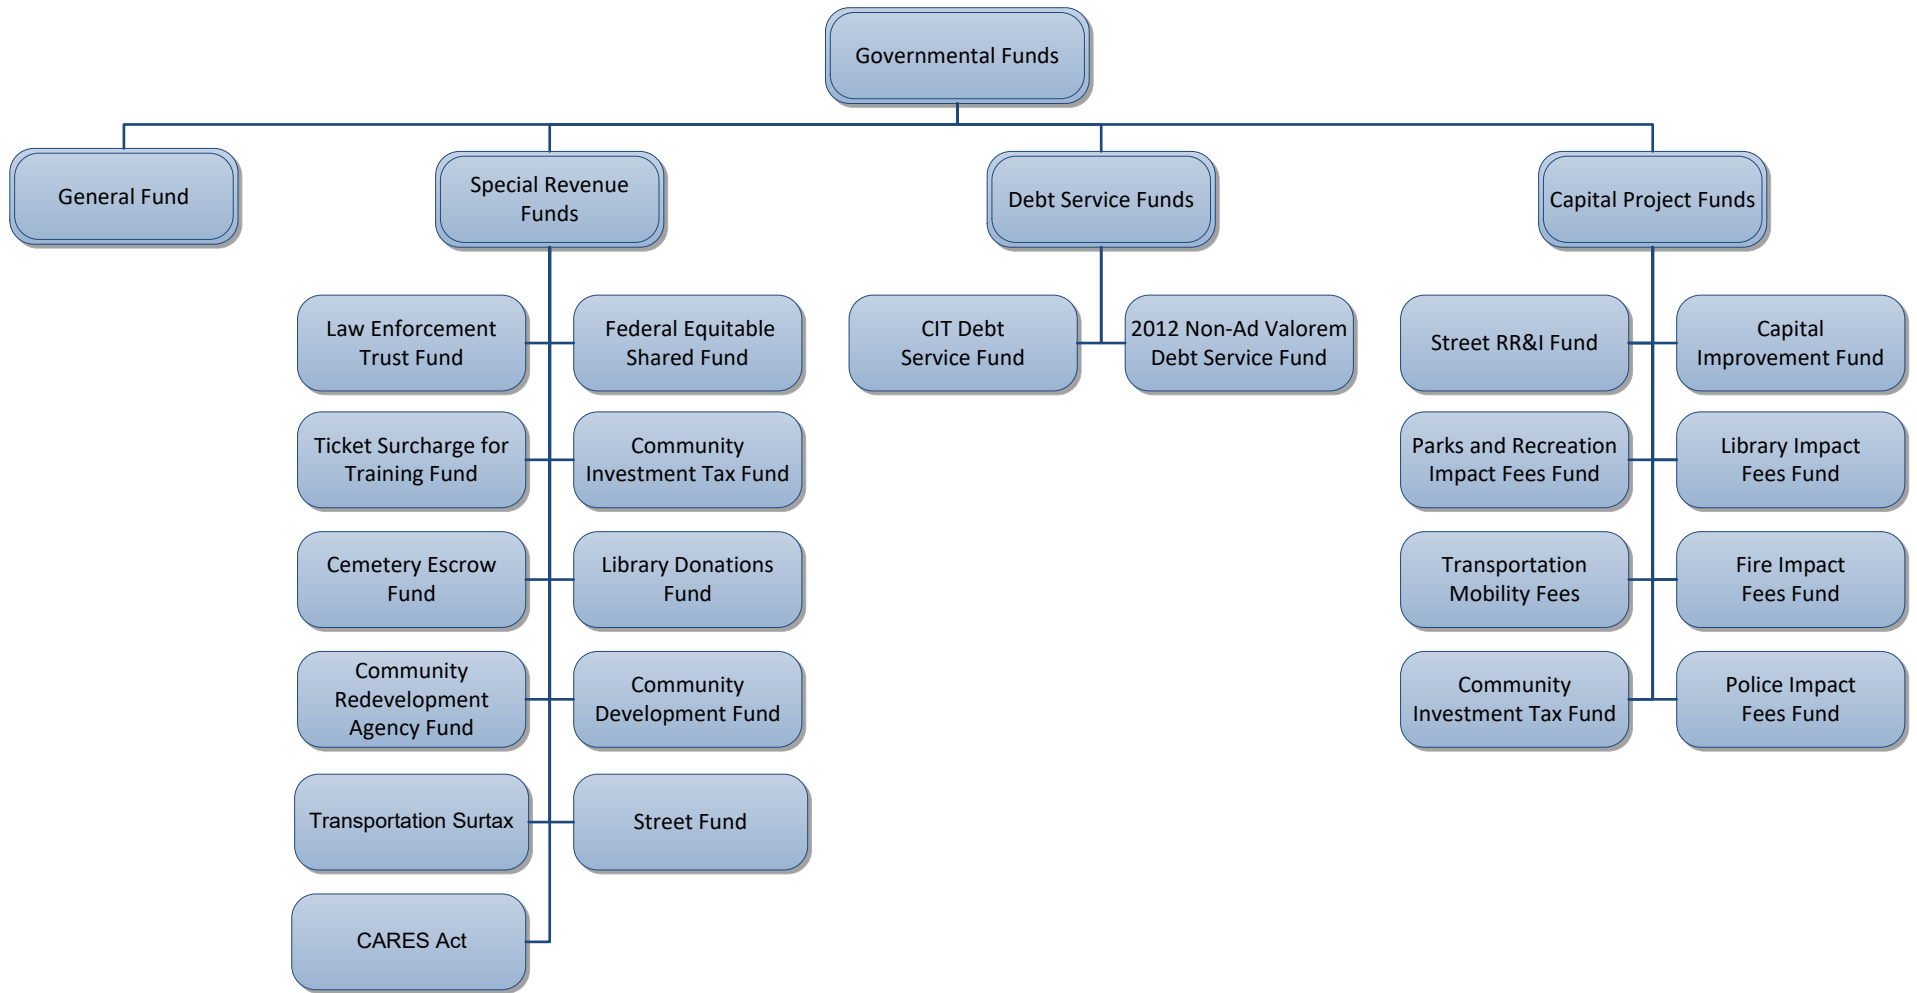 Governmental Funds
General Fund
Special Revenue
Funds
Debt Service Funds
Capital Project Funds
Law Enforcement
Trust Fund
Federal Equitable
Shared Fund
CIT Debt
Service Fund
2012 Non-Ad Valorem
Debt Service Fund
Street RR&I Fund
Capital
Improvement Fund
Ticket Surcharge for
Training Fund
Community
Investment Tax Fund
Parks and Recreation
Impact Fees Fund
Library Impact
Fees Fund
Cemetery Escrow
Fund
Library Donations
Fund
Transportation
Mobility Fees
Fire Impact
Fees Fund
Community
Redevelopment
Agency Fund
Community
Development Fund
Community
Investment Tax Fund
Police Impact
Fees Fund
Transportation Surtax
Street Fund
CARES Act